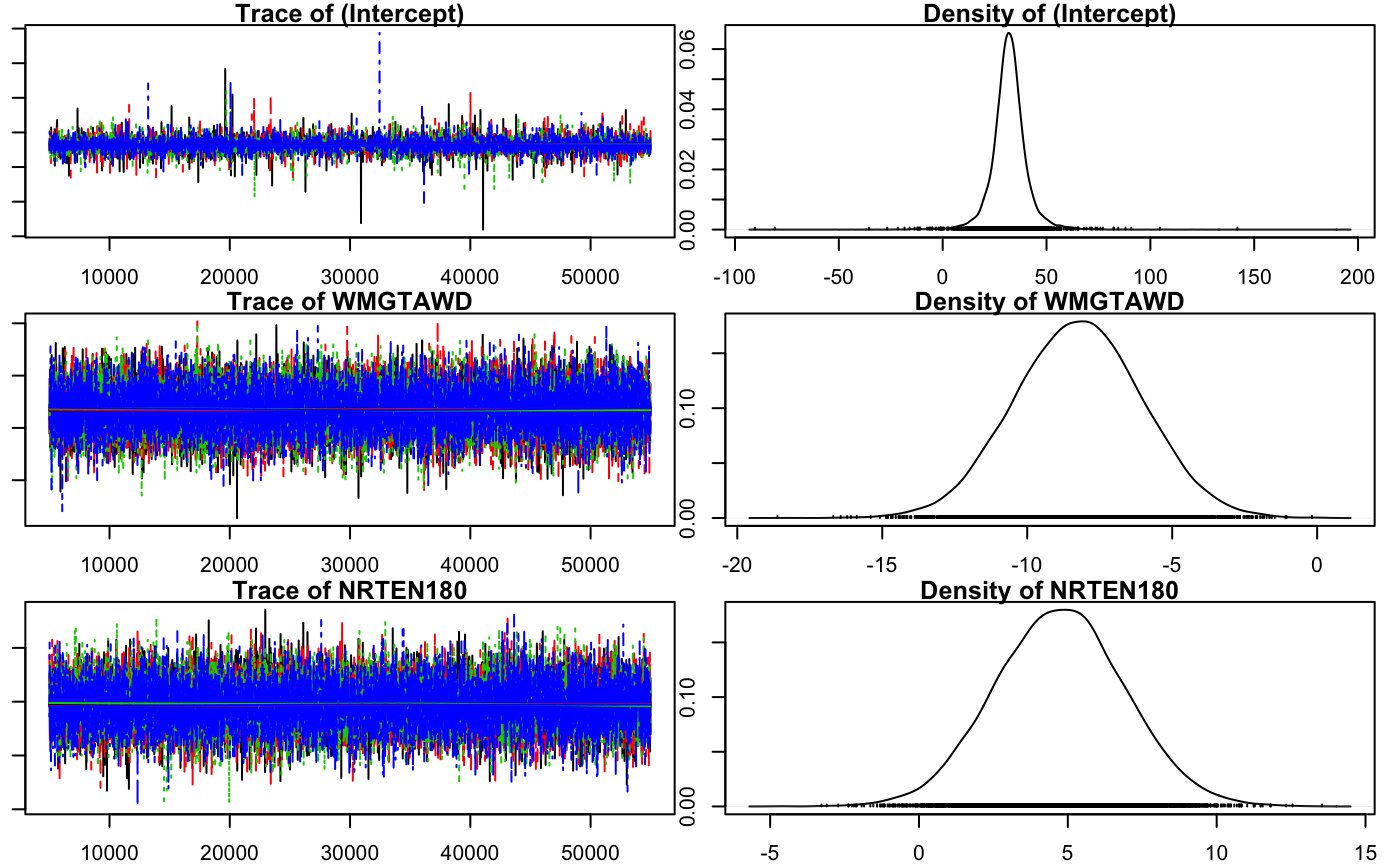 Trace of (Intercept)
10000 20000 30000 40000 50000
Density of (Intercept)
0.00 0.02 0.04 0.06
-100 -50 0 50 100 150 200
Trace of WMGTAWD
10000 20000 30000 40000 50000
Density of WMGTAWD
0.00 0.10
-20 -15 -10 -5 0
Trace of NRTEN180
10000 20000 30000 40000 50000
Density of NRTEN180
0.00 0.10
-5 0 5 10 15